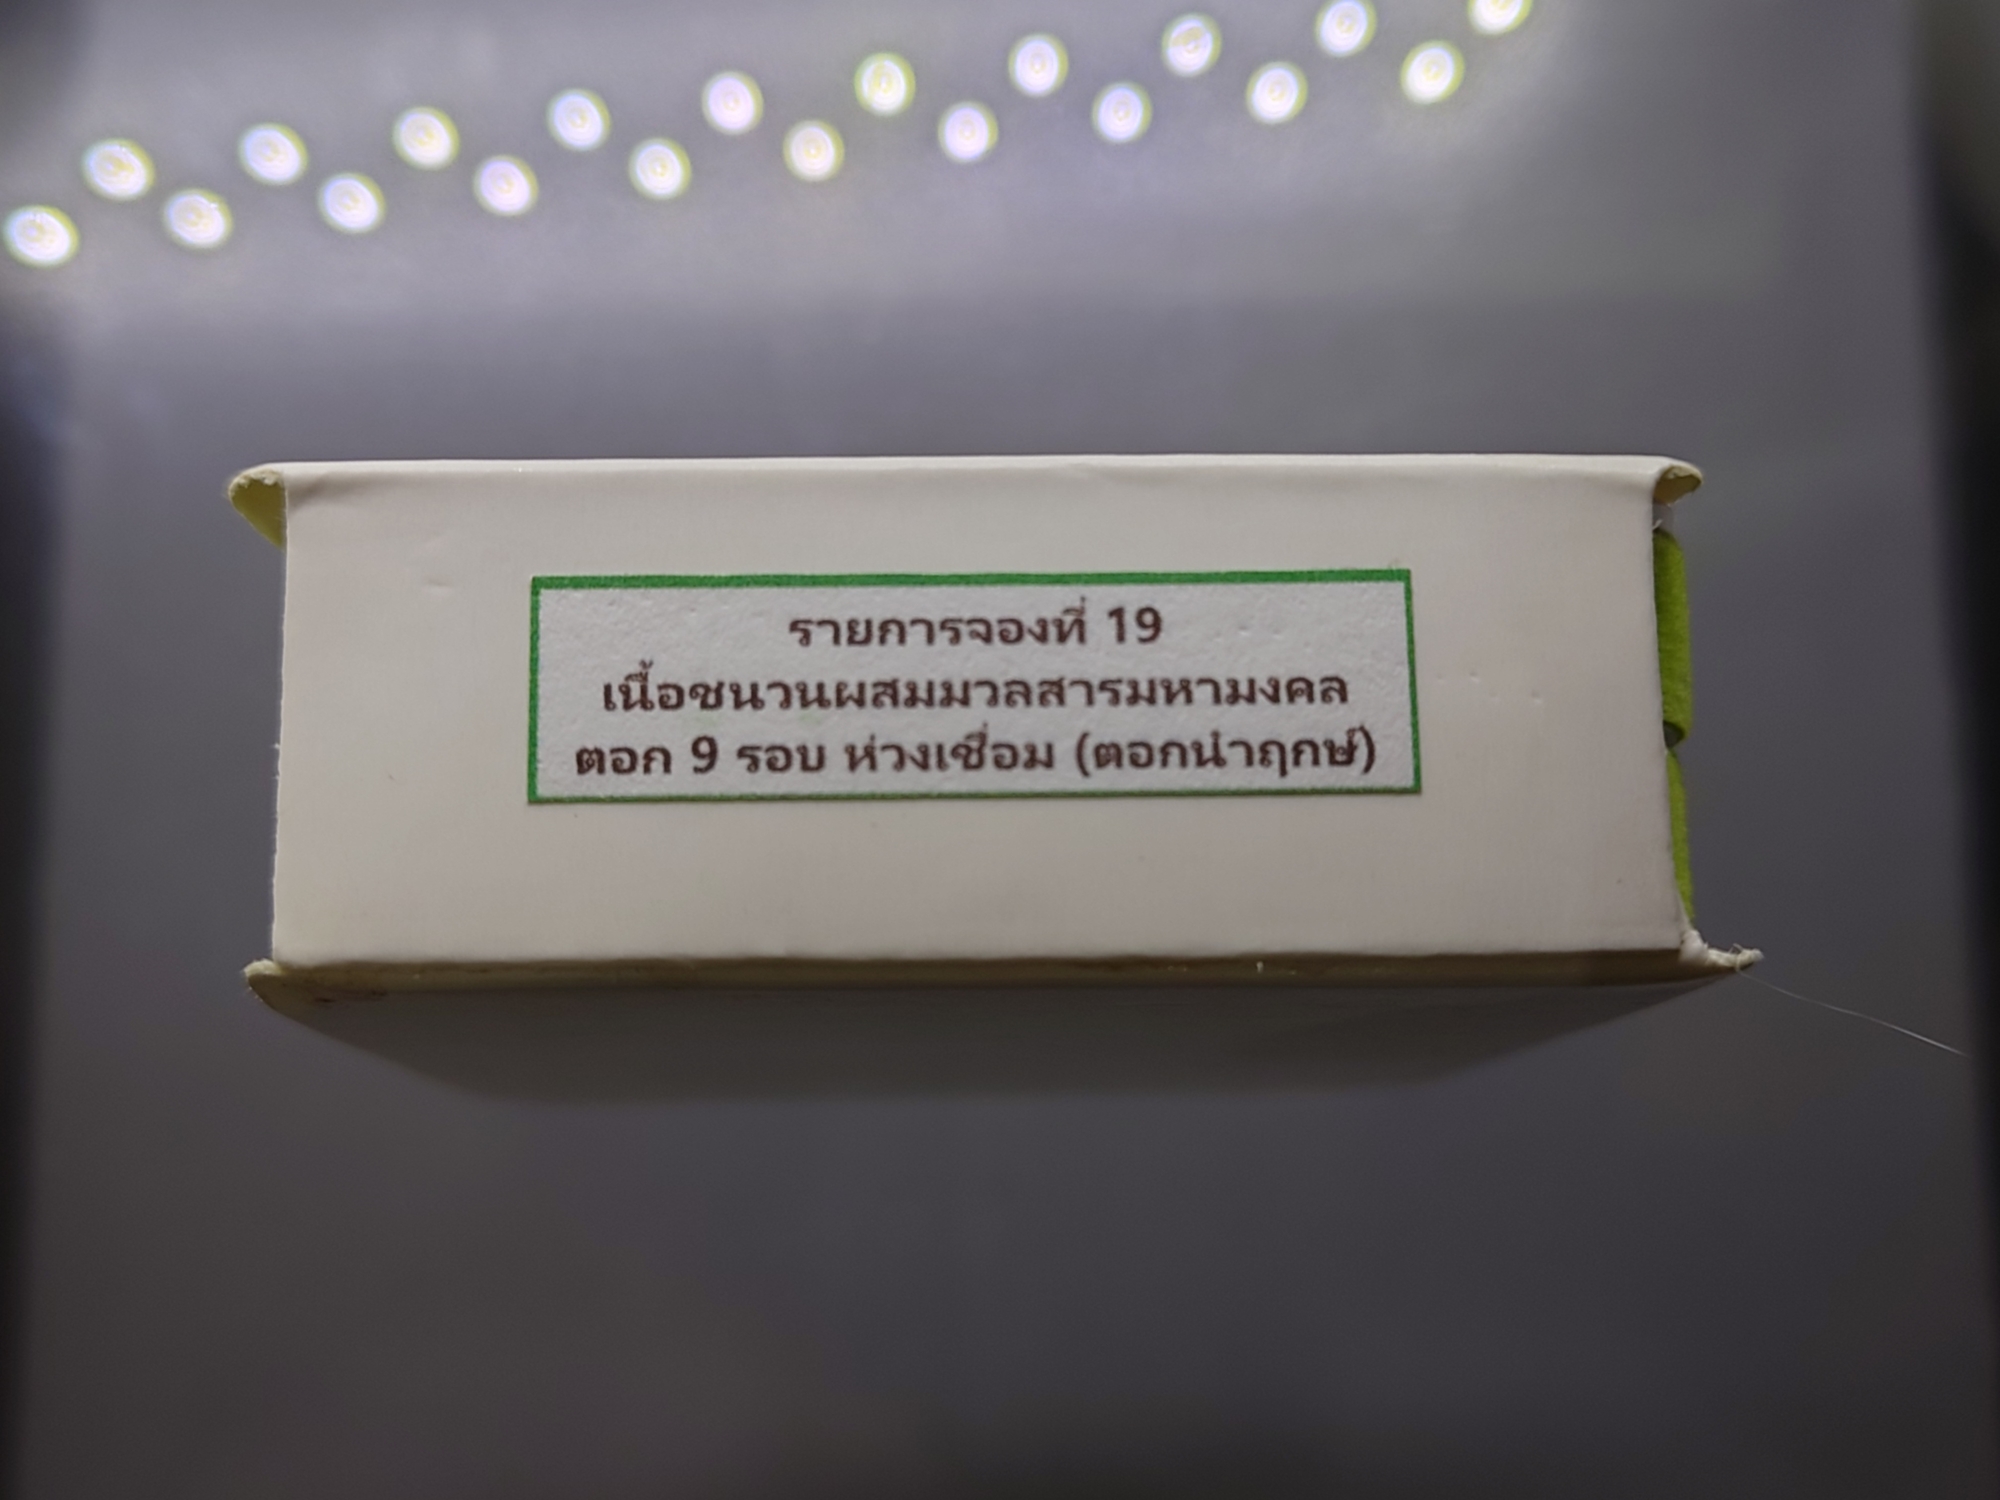 รายการจองที่ 19
เนื้อชนวนผสมมวลสารมหามงคล
ตอก 9 รอบ ห่วงเชื่อม (ตอกนำฤกษ์)